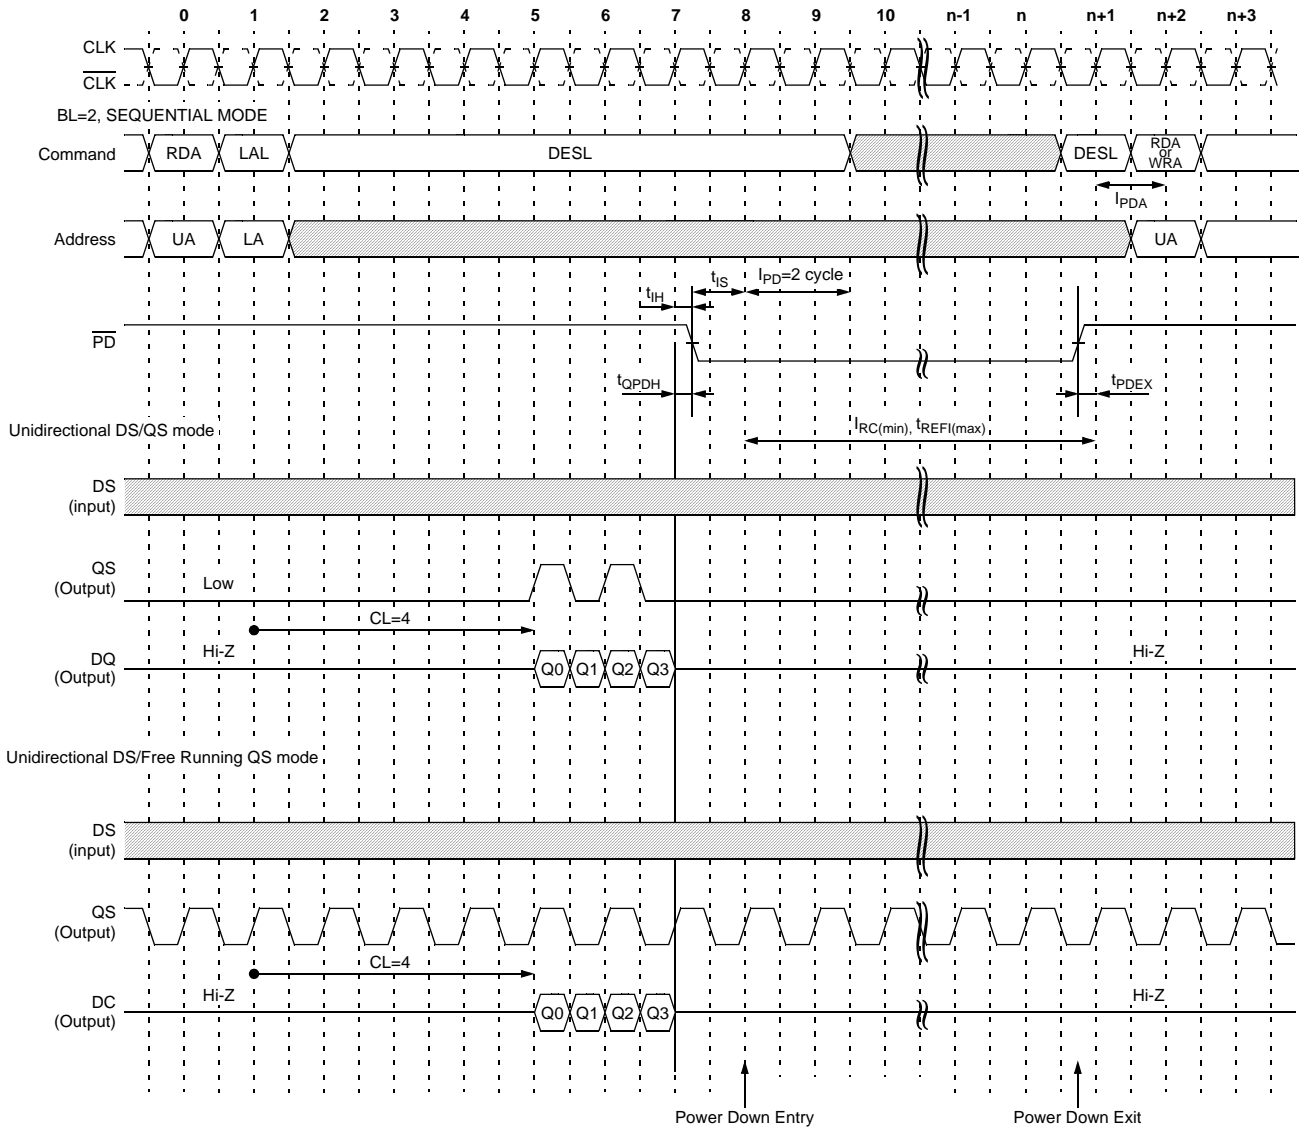 0 1 2 3 4 5 6 7 8 9 10 n-1 n n+1 n+2 n+3
CLK
CLK
BL=2, SEQUENTIAL MODE
Command RDA LAL DESL DESL RDA or WRA
IPDA
Address UA LA UA
tIH tIS IPD=2 cycle
PD
tQPDH tPDEX
Unidirectional DS/QS mode IRC(min), tREFI(max)
DS
(input)
QS
(Output) Low
CL=4
DQ
(Output) Hi-Z Q0 Q1 Q2 Q3 Hi-Z
Unidirectional DS/Free Running QS mode
DS
(input)
QS
(Output)
CL=4
DC
(Output) Hi-Z Q0 Q1 Q2 Q3 Hi-Z
Power Down Entry Power Down Exit